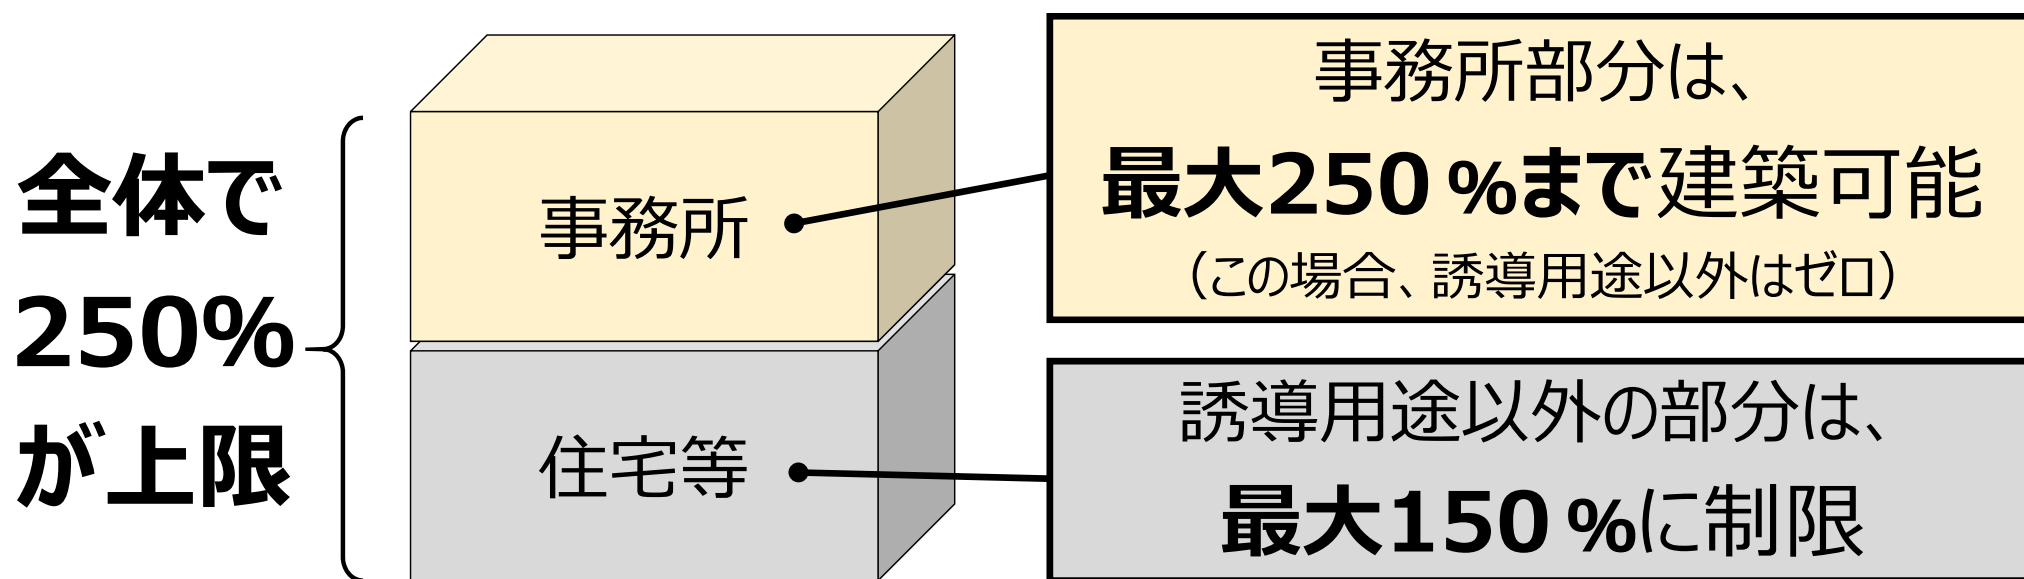 全体で
250%
が上限
事務所
住宅等
事務所部分は、
最大250％まで建築可能
（この場合、誘導用途以外はゼロ）
誘導用途以外の部分は、
最大150％に制限